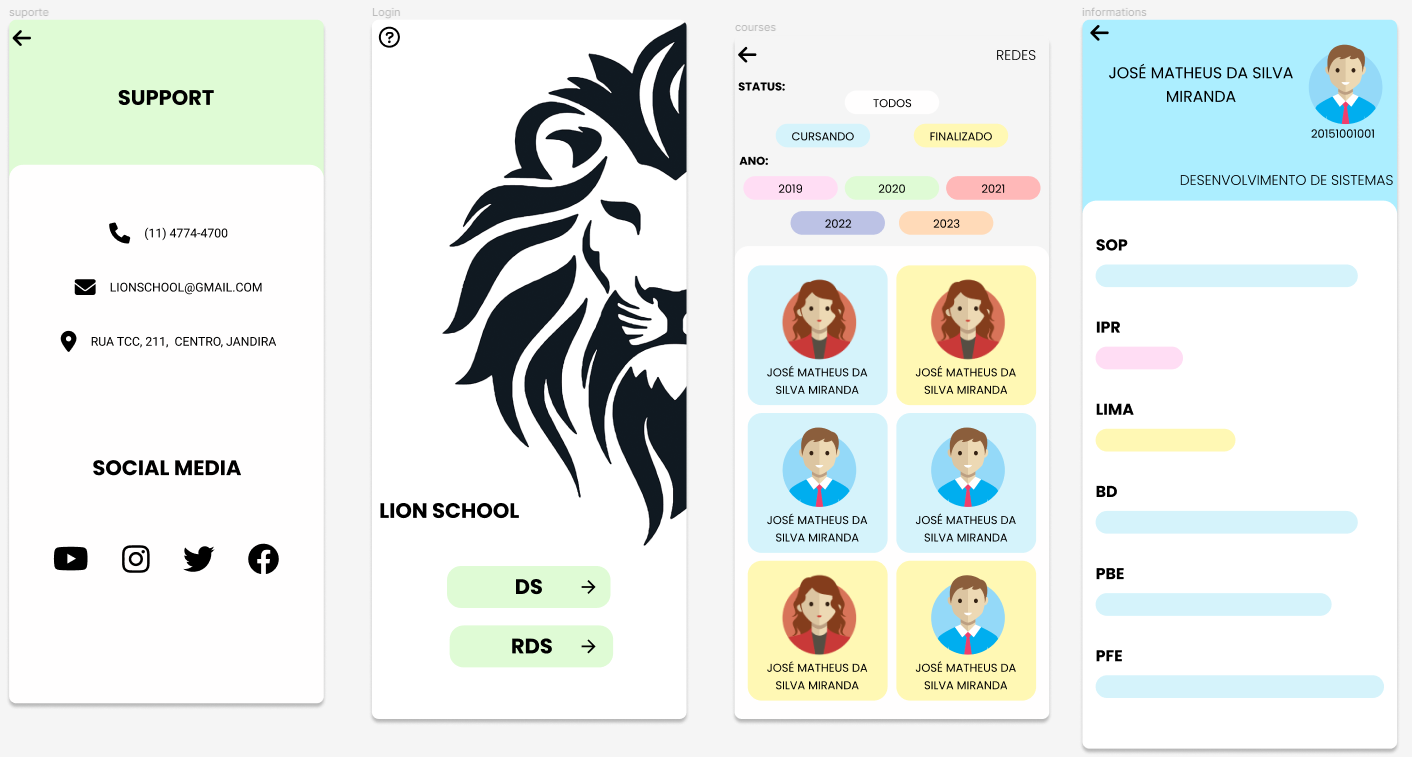 suporte
SUPPORT
(11) 4774-4700
LIONSCHOOL@GMAIL.COM
RUA TCC, 211, CENTRO, JANDIRA
SOCIAL MEDIA
Login
LION SCHOOL
DS
RDS
courses
REDES
STATUS:
TODOS
CURSANDO
FINALIZADO
ANO:
2019
2020
2021
2022
2023
JOSÉ MATHEUS DA
SILVA MIRANDA
JOSÉ MATHEUS DA
SILVA MIRANDA
JOSÉ MATHEUS DA
SILVA MIRANDA
JOSÉ MATHEUS DA
SILVA MIRANDA
JOSÉ MATHEUS DA
SILVA MIRANDA
JOSÉ MATHEUS DA
SILVA MIRANDA
informations
JOSÉ MATHEUS DA SILVA
MIRANDA
20151001001
DESENVOLVIMENTO DE SISTEMAS
SOP
IPR
LIMA
BD
PBE
PFE